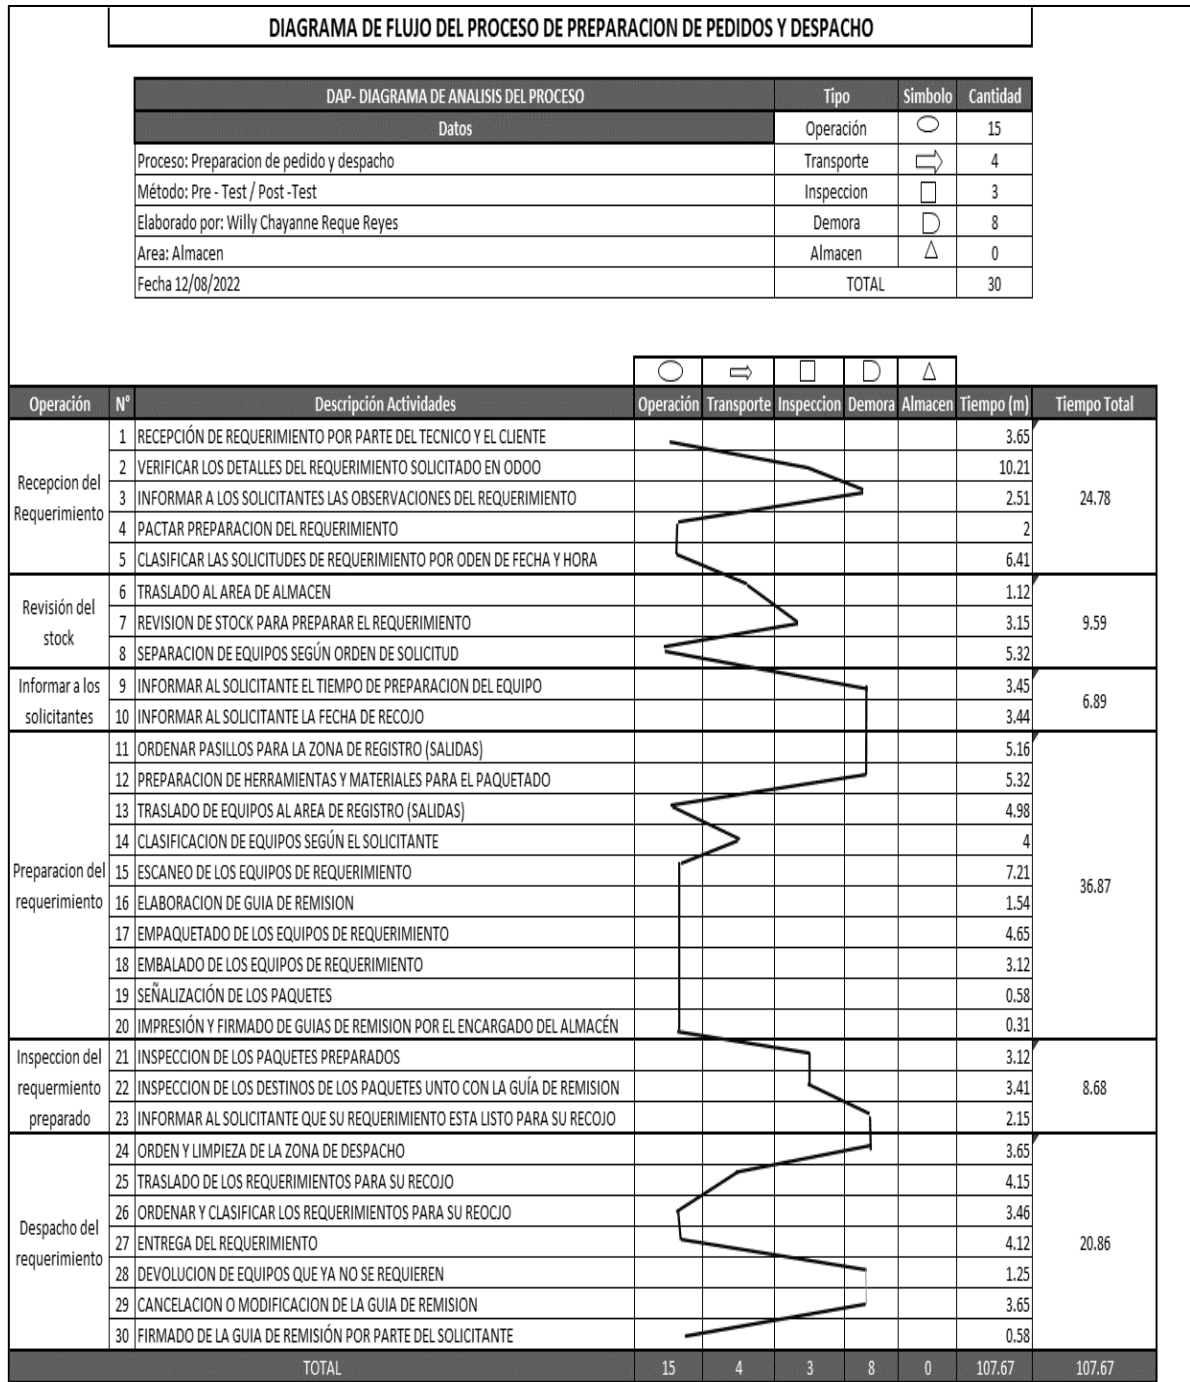 DIAGRAMA DE FLUJO DEL PROCESO DE PREPARACION DE PEDIDOS Y DESPACHO
DAP- DIAGRAMA DE ANALISIS DEL PROCESO Tipo Simbolo Cantidad
Datos Operación 15
Proceso: Preparacion de pedido y despacho Transporte 4
Método: Pre - Test / Post -Test Inspeccion 3
Elaborado por: Willy Chayanne Reque Reyes Demora 8
Area: Almacen Almacen 0
Fecha 12/08/2022 TOTAL 30
Operación N° Descripción Actividades Operación Transporte Inspeccion Demora Almacen Tiempo (m) Tiempo Total
Recepcion del Requerimiento 24.78
1 RECEPCIÓN DE REQUERIMIENTO POR PARTE DEL TECNICO Y EL CLIENTE 3.65
2 VERIFICAR LOS DETALLES DEL REQUERIMIENTO SOLICITADO EN ODOO 10.21
3 INFORMAR A LOS SOLICITANTES LAS OBSERVACIONES DEL REQUERIMIENTO 2.51
4 PACTAR PREPARACION DEL REQUERIMIENTO 2
5 CLASIFICAR LAS SOLICITUDES DE REQUERIMIENTO POR ODEN DE FECHA Y HORA 6.41
Revisión del stock 9.59
6 TRASLADO AL AREA DE ALMACEN 1.12
7 REVISION DE STOCK PARA PREPARAR EL REQUERIMIENTO 3.15
8 SEPARACION DE EQUIPOS SEGÚN ORDEN DE SOLICITUD 5.32
Informar a los solicitantes 6.89
9 INFORMAR AL SOLICITANTE EL TIEMPO DE PREPARACION DEL EQUIPO 3.45
10 INFORMAR AL SOLICITANTE LA FECHA DE RECOJO 3.44
Preparacion del requerimiento 36.87
11 ORDENAR PASILLOS PARA LA ZONA DE REGISTRO (SALIDAS) 5.16
12 PREPARACION DE HERRAMIENTAS Y MATERIALES PARA EL PAQUETADO 5.32
13 TRASLADO DE EQUIPOS AL AREA DE REGISTRO (SALIDAS) 4.98
14 CLASIFICACION DE EQUIPOS SEGÚN EL SOLICITANTE 4
15 ESCANEO DE LOS EQUIPOS DE REQUERIMIENTO 7.21
16 ELABORACION DE GUIA DE REMISION 1.54
17 EMPAQUETADO DE LOS EQUIPOS DE REQUERIMIENTO 4.65
18 EMBALADO DE LOS EQUIPOS DE REQUERIMIENTO 3.12
19 SEÑALIZACIÓN DE LOS PAQUETES 0.58
20 IMPRESIÓN Y FIRMADO DE GUIAS DE REMISION POR EL ENCARGADO DEL ALMACÉN 0.31
Inspeccion del requermiento preparado 8.68
21 INSPECCION DE LOS PAQUETES PREPARADOS 3.12
22 INSPECCION DE LOS DESTINOS DE LOS PAQUETES UNTO CON LA GUÍA DE REMISION 3.41
23 INFORMAR AL SOLICITANTE QUE SU REQUERIMIENTO ESTA LISTO PARA SU RECOJO 2.15
Despacho del requerimiento 20.86
24 ORDEN Y LIMPIEZA DE LA ZONA DE DESPACHO 3.65
25 TRASLADO DE LOS REQUERIMIENTOS PARA SU RECOJO 4.15
26 ORDENAR Y CLASIFICAR LOS REQUERIMIENTOS PARA SU REOCJO 3.46
27 ENTREGA DEL REQUERIMIENTO 4.12
28 DEVOLUCION DE EQUIPOS QUE YA NO SE REQUIEREN 1.25
29 CANCELACION O MODIFICACION DE LA GUIA DE REMISION 3.65
30 FIRMADO DE LA GUIA DE REMISIÓN POR PARTE DEL SOLICITANTE 0.58
TOTAL 15 4 3 8 0 107.67 107.67